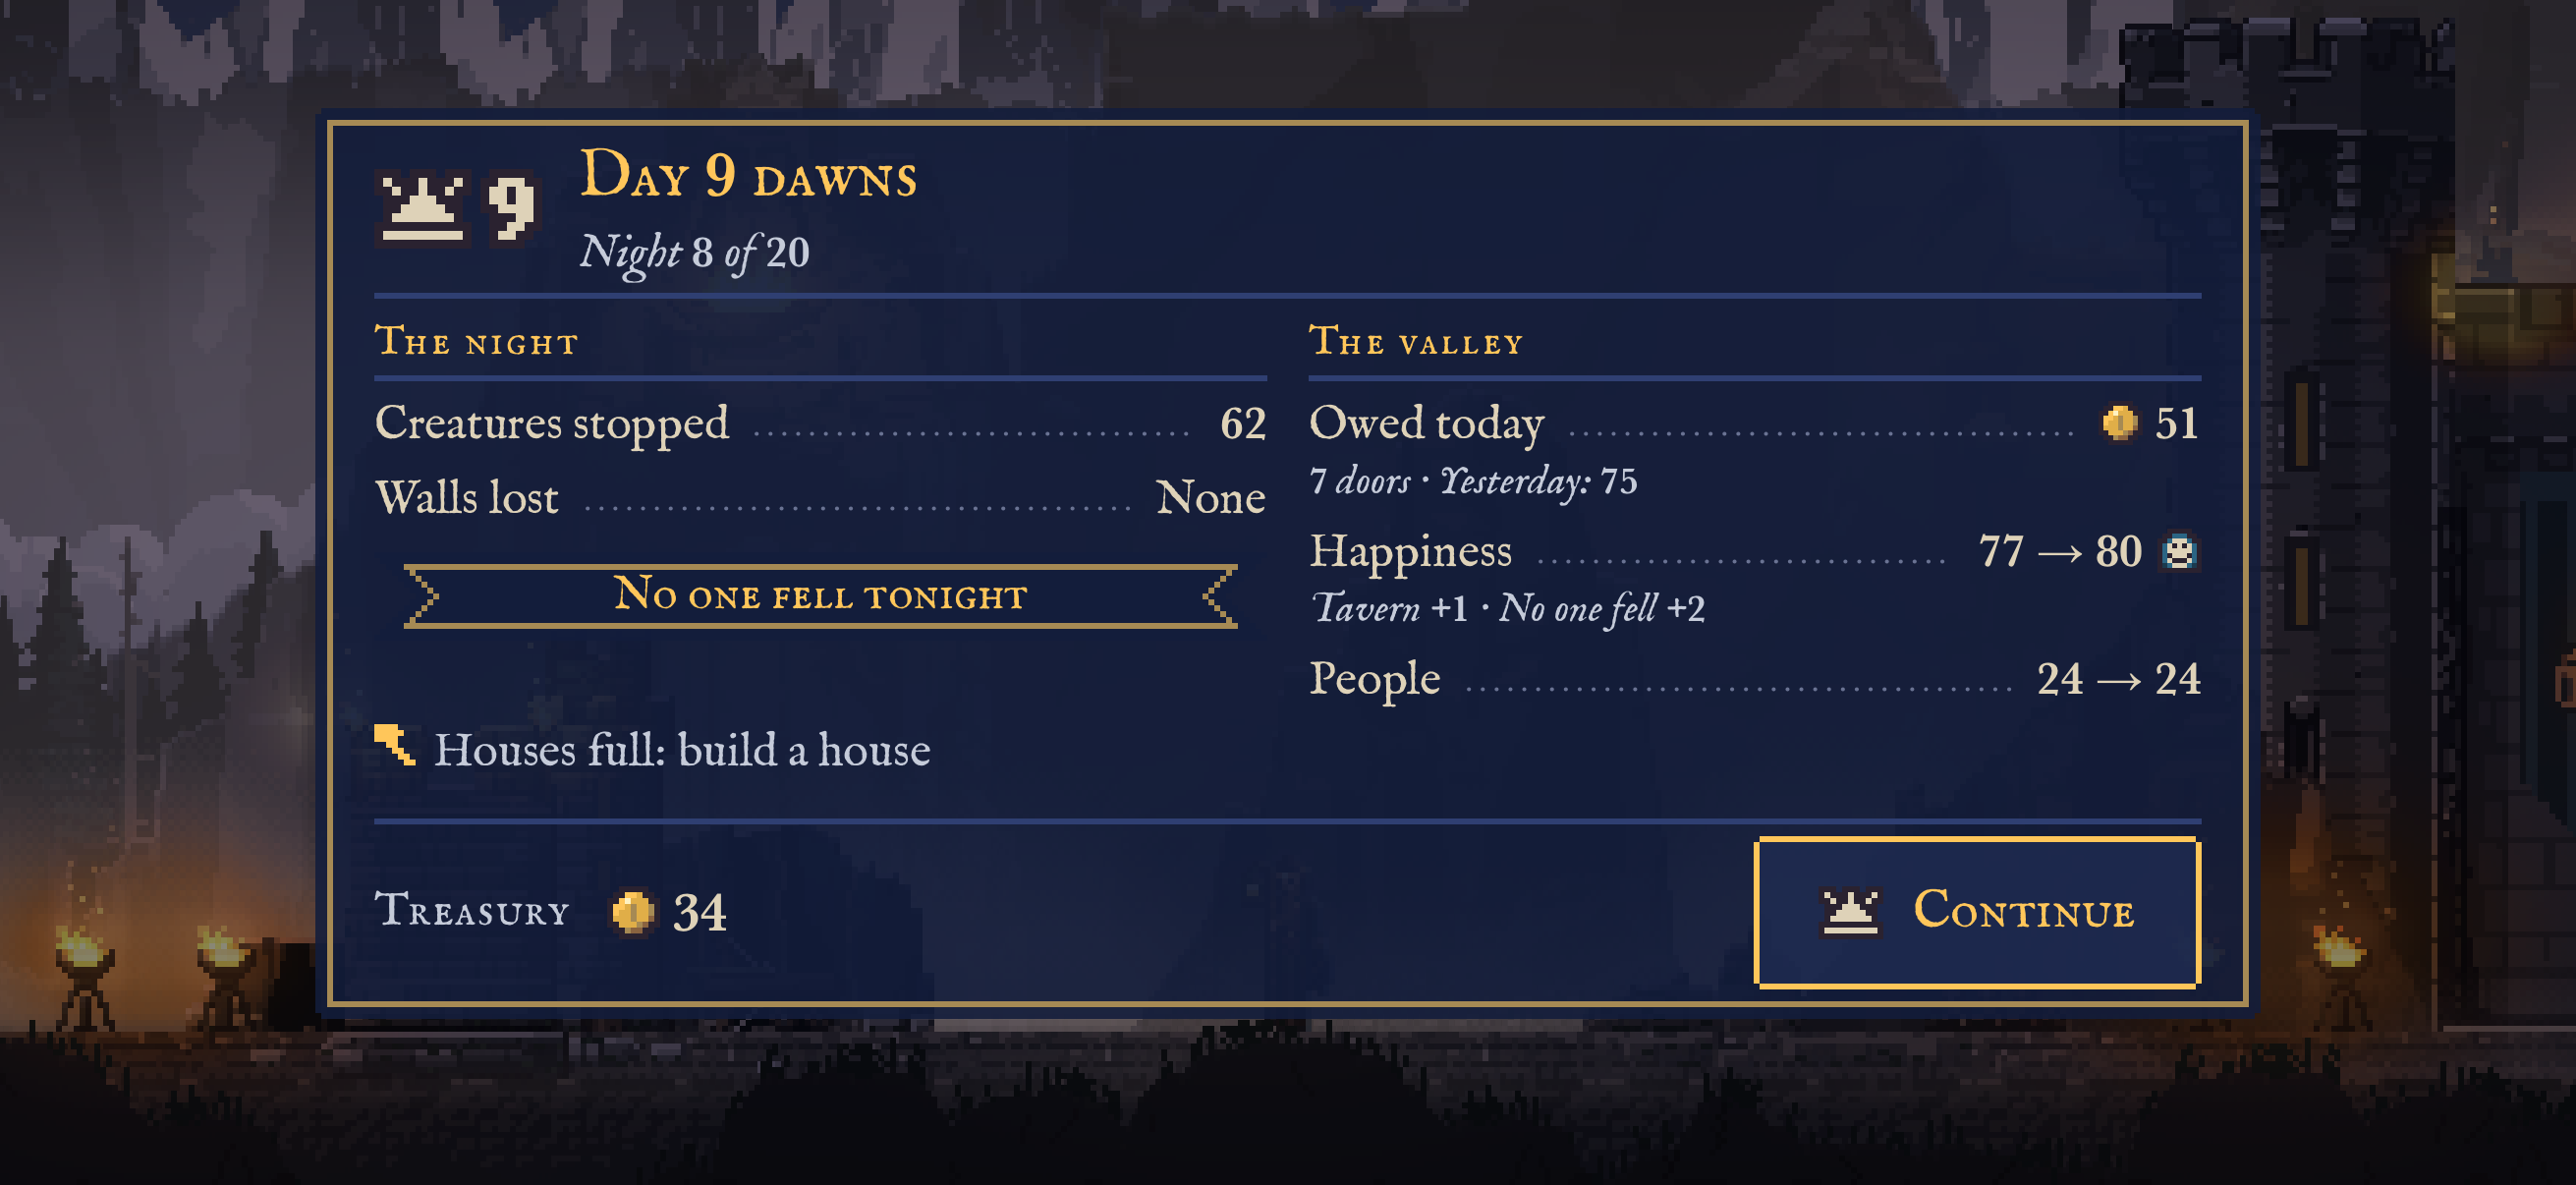 9
Day 9 dawns
Night 8 of 20
The night
Creatures stopped 62
Walls lost None
No one fell tonight
Houses full: build a house
The valley
Owed today 51
7 doors · Yesterday: 75
Happiness 77 → 80
Tavern +1 · No one fell +2
People 24 → 24
Treasury 34
Continue